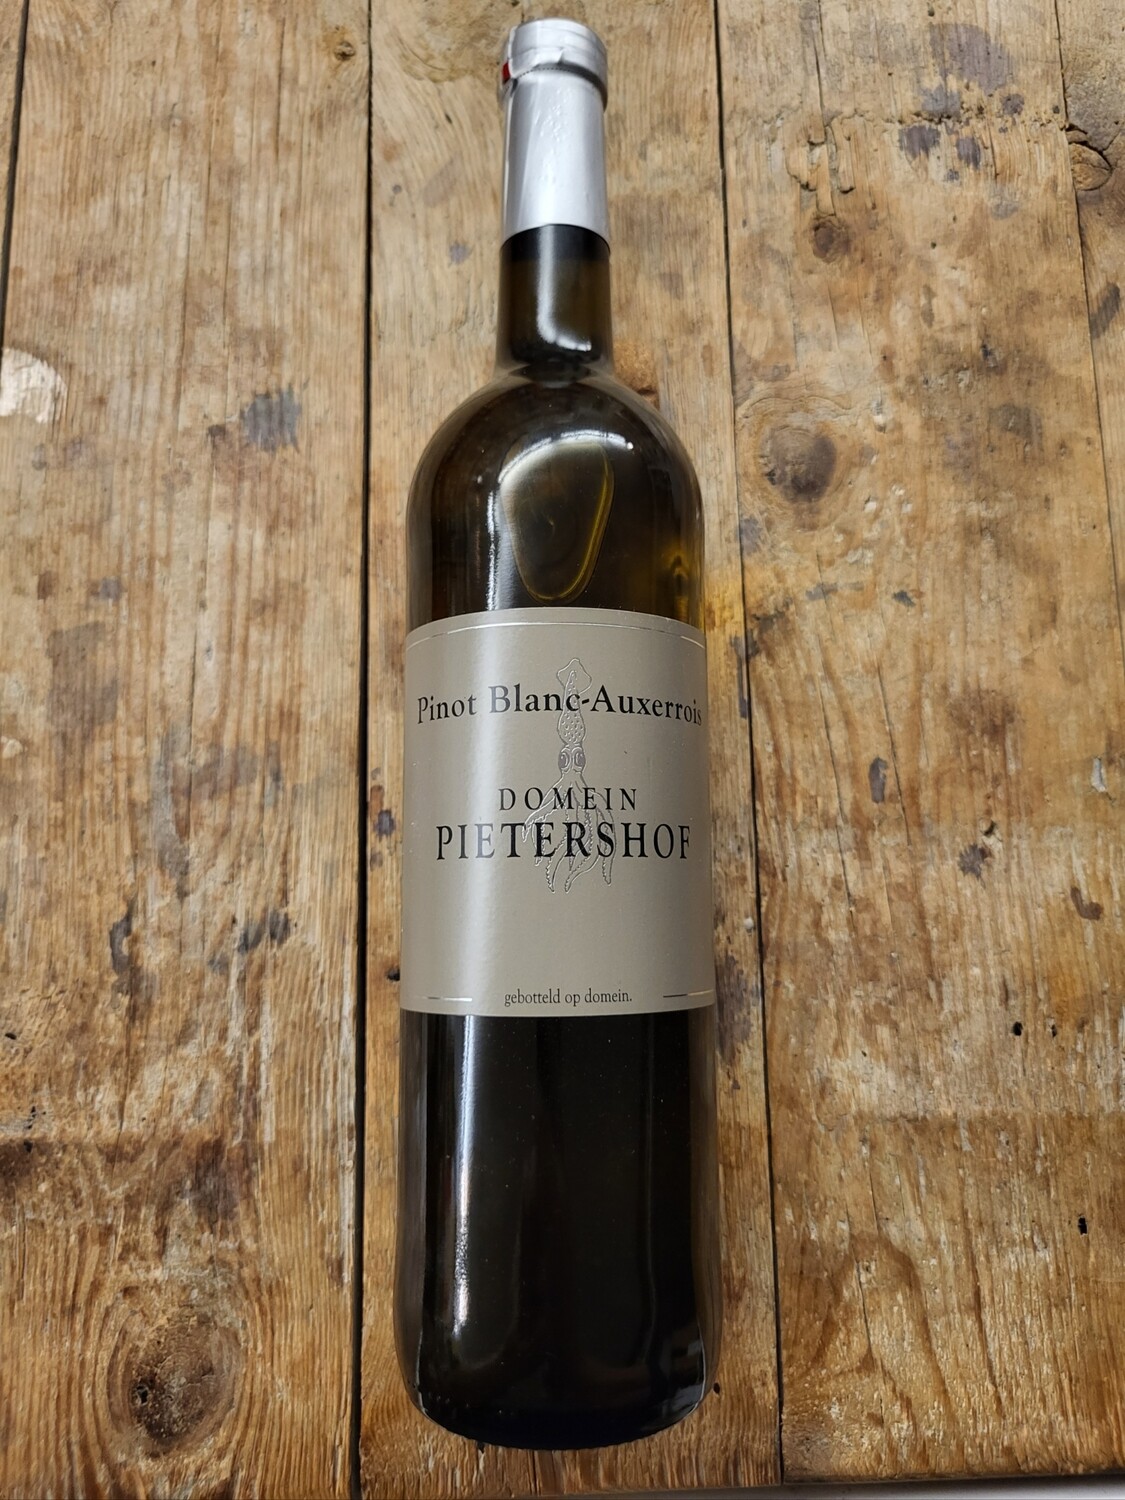 Pinot Blanc-Auxerrois
DOMEIN
PIETERSHOF
gebotteld op domein.